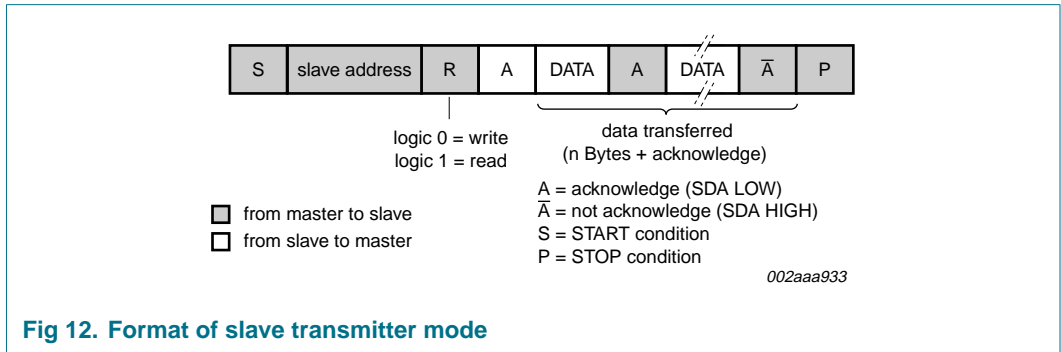 S slave address R A DATA A DATA A̅ P
logic 0 = write
logic 1 = read
data transferred
(n Bytes + acknowledge)
A = acknowledge (SDA LOW)
A̅ = not acknowledge (SDA HIGH)
S = START condition
P = STOP condition
from master to slave
from slave to master
002aaa933
Fig 12. Format of slave transmitter mode